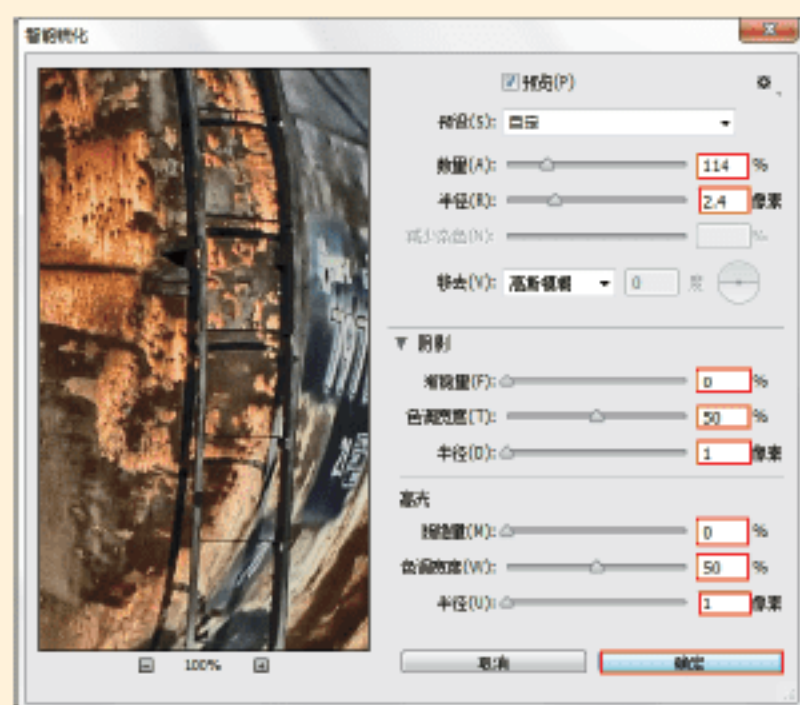 智能锐化
预览(P)
预设(S): 自定
数量(A): 114 %
半径(R): 2.4 像素
减少杂色(N): %
移去(V): 高斯模糊 0 度
阴影
渐隐量(F): 0 %
色调宽度(T): 50 %
半径(D): 1 像素
高光
渐隐量(M): 0 %
色调宽度(W): 50 %
半径(U): 1 像素
100%
取消 确定